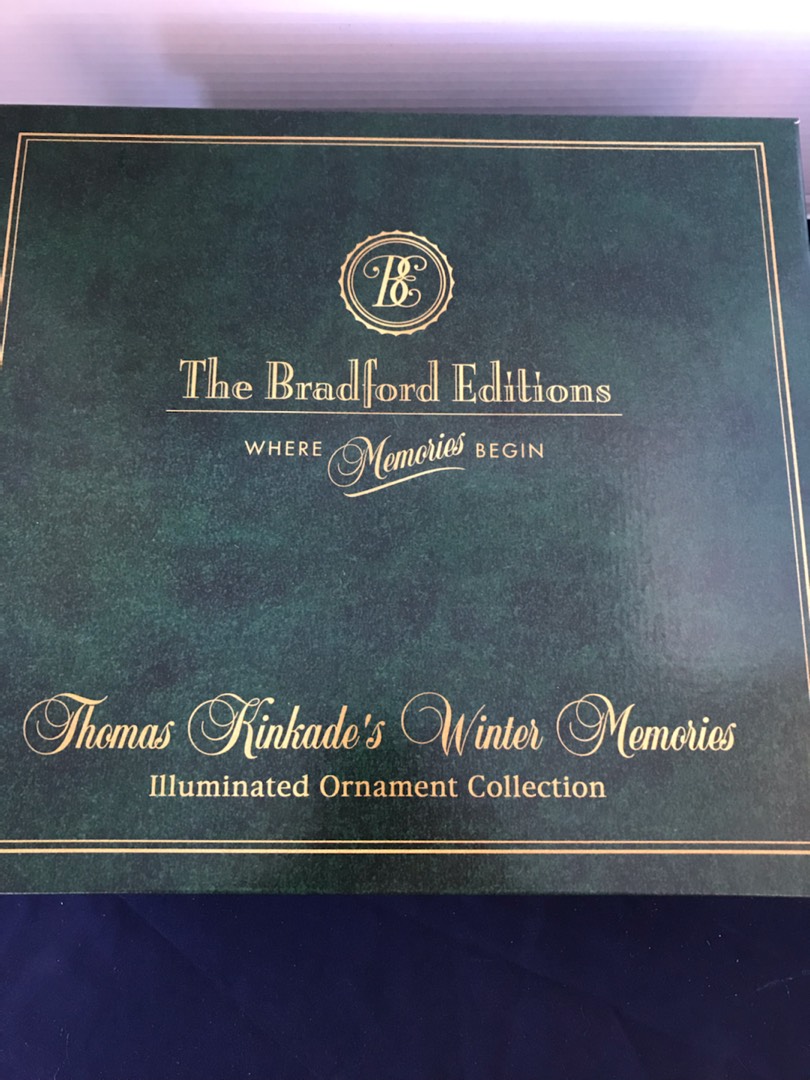 BE
The Bradford Editions
WHERE Memories BEGIN
Thomas Kinkade's Winter Memories
Illuminated Ornament Collection